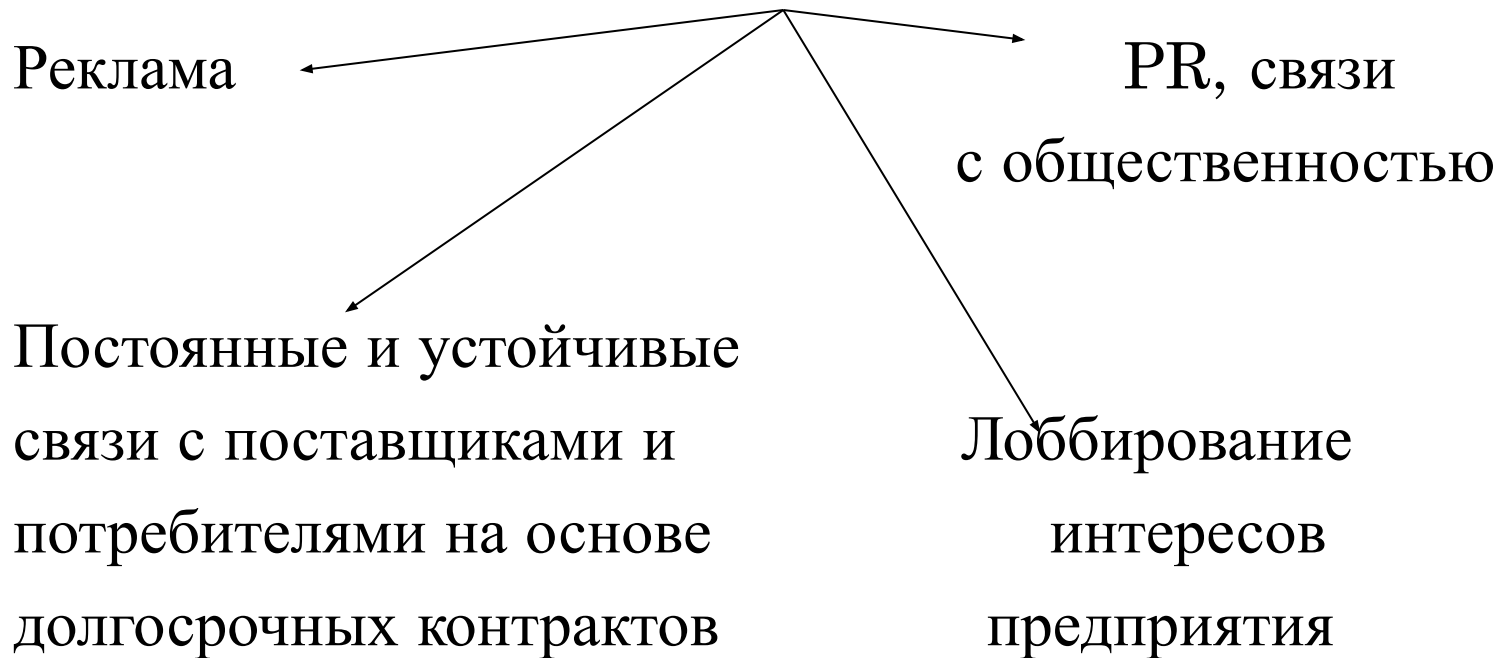 Реклама
PR, связи
с общественностью
Постоянные и устойчивые
связи с поставщиками и
потребителями на основе
долгосрочных контрактов
Лоббирование
интересов
предприятия